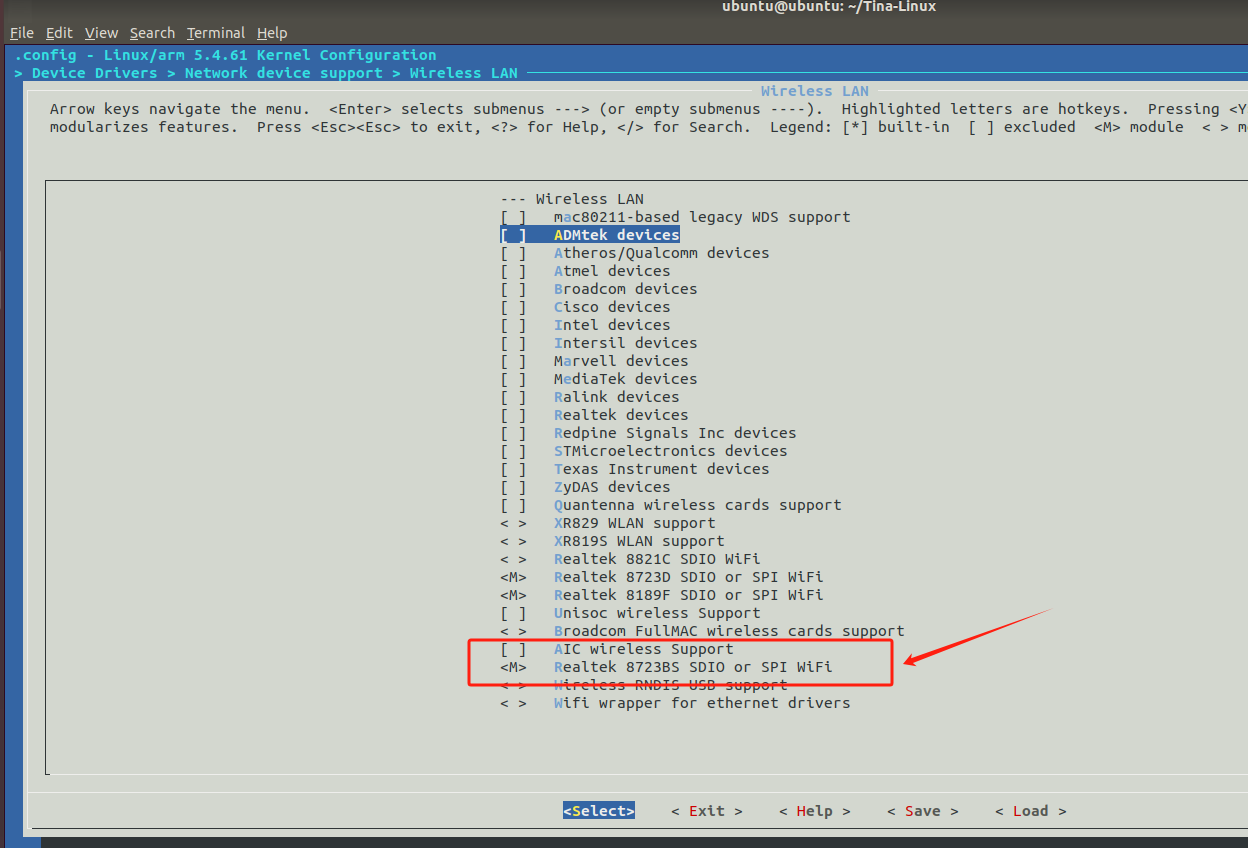 ubuntu@ubuntu: ~/Tina-Linux
File Edit View Search Terminal Help
.config - Linux/arm 5.4.61 Kernel Configuration
> Device Drivers > Network device support > Wireless LAN
Wireless LAN
Arrow keys navigate the menu. <Enter> selects submenus ---> (or empty submenus ----). Highlighted letters are hotkeys. Pressing <Y
modularizes features. Press <Esc><Esc> to exit, <?> for Help, </> for Search. Legend: [*] built-in [ ] excluded <M> module < > m
--- Wireless LAN
[ ] mac80211-based legacy WDS support
[ ] ADMtek devices
[ ] Atheros/Qualcomm devices
[ ] Atmel devices
[ ] Broadcom devices
[ ] Cisco devices
[ ] Intel devices
[ ] Intersil devices
[ ] Marvell devices
[ ] MediaTek devices
[ ] Ralink devices
[ ] Realtek devices
[ ] Redpine Signals Inc devices
[ ] STMicroelectronics devices
[ ] Texas Instrument devices
[ ] ZyDAS devices
[ ] Quantenna wireless cards support
< > XR829 WLAN support
< > XR819S WLAN support
< > Realtek 8821C SDIO WiFi
<M> Realtek 8723D SDIO or SPI WiFi
<M> Realtek 8189F SDIO or SPI WiFi
[ ] Unisoc wireless Support
< > Broadcom FullMAC wireless cards support
[ ] AIC wireless Support
<M> Realtek 8723BS SDIO or SPI WiFi
< > Wireless RNDIS USB support
< > Wifi wrapper for ethernet drivers
<Select> < Exit > < Help > < Save > < Load >